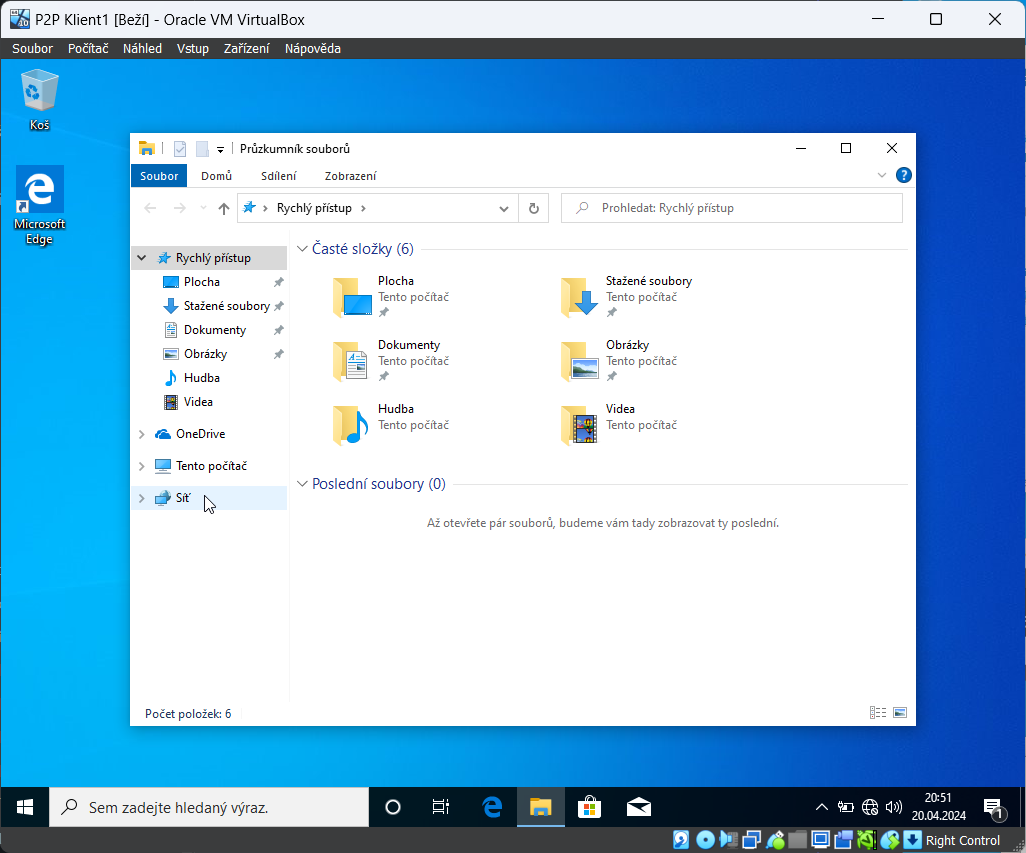 P2P Klient1 [Beží] - Oracle VM VirtualBox
Soubor Počítač Náhled Vstup Zařízení Nápověda
Koš
Microsoft
Edge
Průzkumník souborů
Soubor Domů Sdílení Zobrazení
Rychlý přístup
Prohledat: Rychlý přístup
Rychlý přístup
Plocha
Stažené soubory
Dokumenty
Obrázky
Hudba
Videa
OneDrive
Tento počítač
Síť
Časté složky (6)
Plocha
Tento počítač
Stažené soubory
Tento počítač
Dokumenty
Tento počítač
Obrázky
Tento počítač
Hudba
Tento počítač
Videa
Tento počítač
Poslední soubory (0)
Až otevřete pár souborů, budeme vám tady zobrazovat ty poslední.
Počet položek: 6
Sem zadejte hledaný výraz.
20:51
20.04.2024
1
Right Control